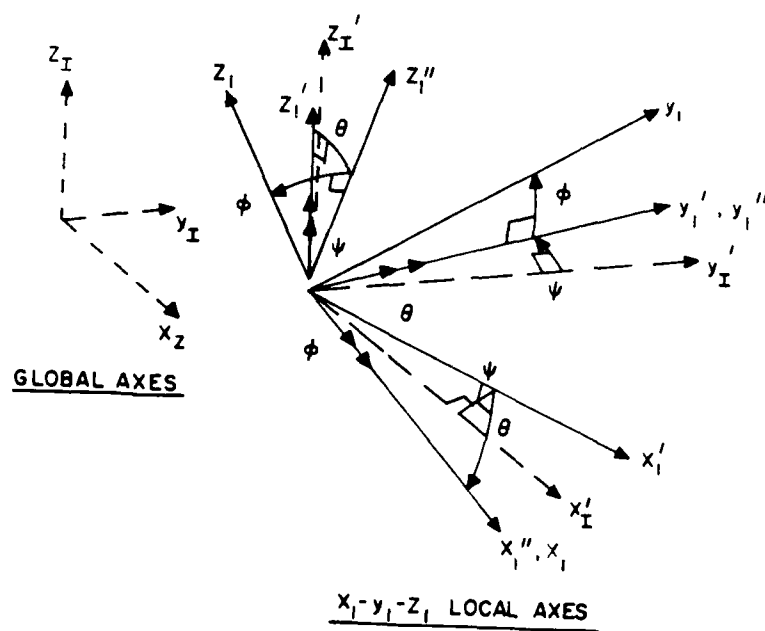 Z_I
y_I
X_Z
GLOBAL AXES
Z_I'
Z_1
Z_1'
Z_1''
θ
ϕ
ψ
y_1
ϕ
y_1', y_1''
y_I'
ψ
θ
ϕ
ψ
θ
X_1'
X_I'
X_1'', X_1
X_1-y_1-Z_1 LOCAL AXES